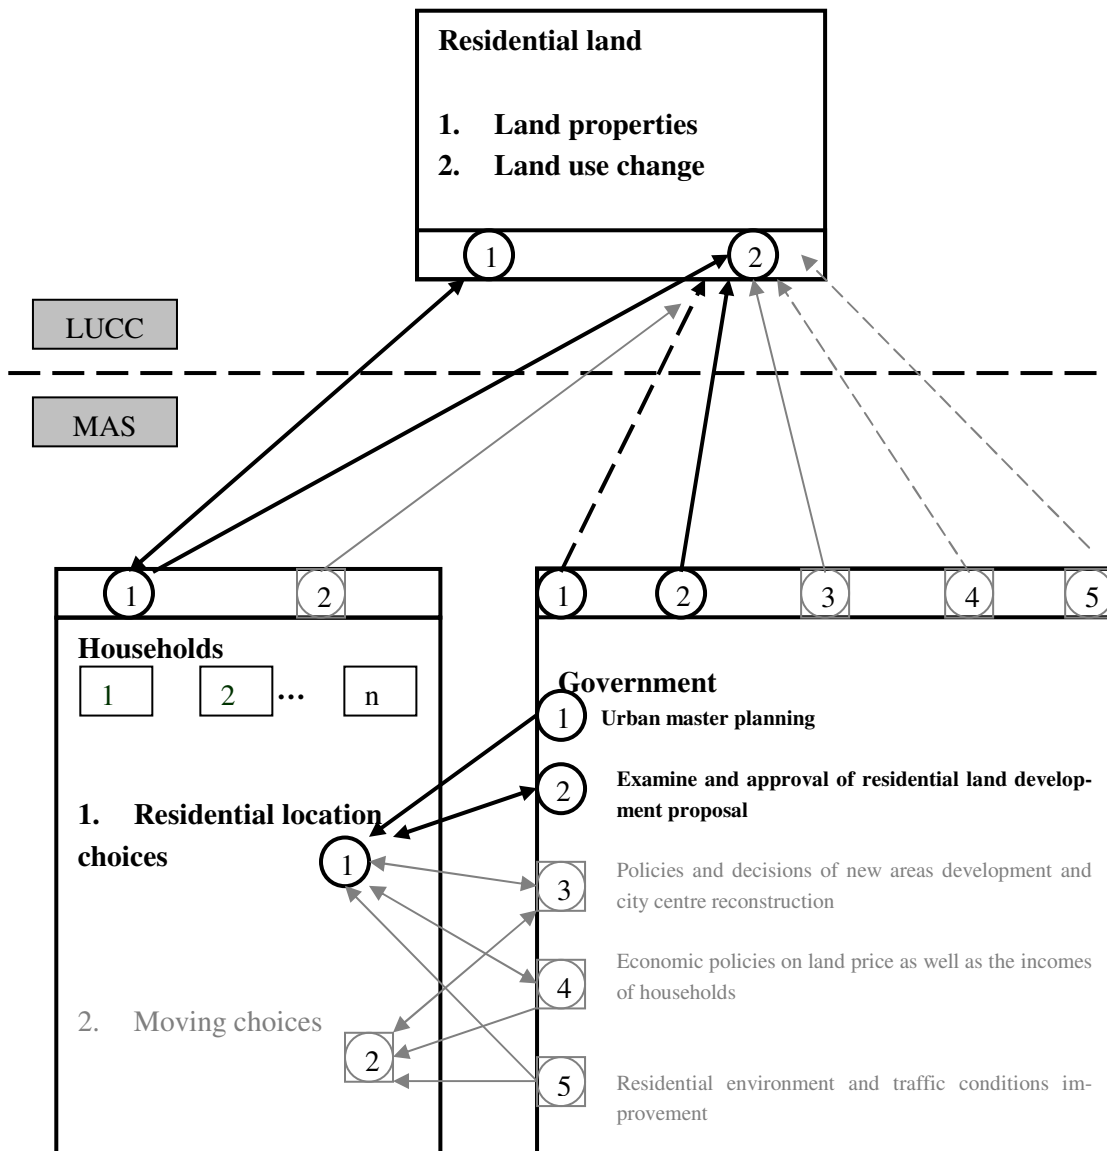 Residential land
1. Land properties
2. Land use change
1
2
LUCC
MAS
1
2
1
2
3
4
5
Households
1
2
...
n
1. Residential location
choices
1
2. Moving choices
2
Government
1
Urban master planning
2
Examine and approval of residential land develop-
ment proposal
3
Policies and decisions of new areas development and
city centre reconstruction
4
Economic policies on land price as well as the incomes
of households
5
Residential environment and traffic conditions im-
provement